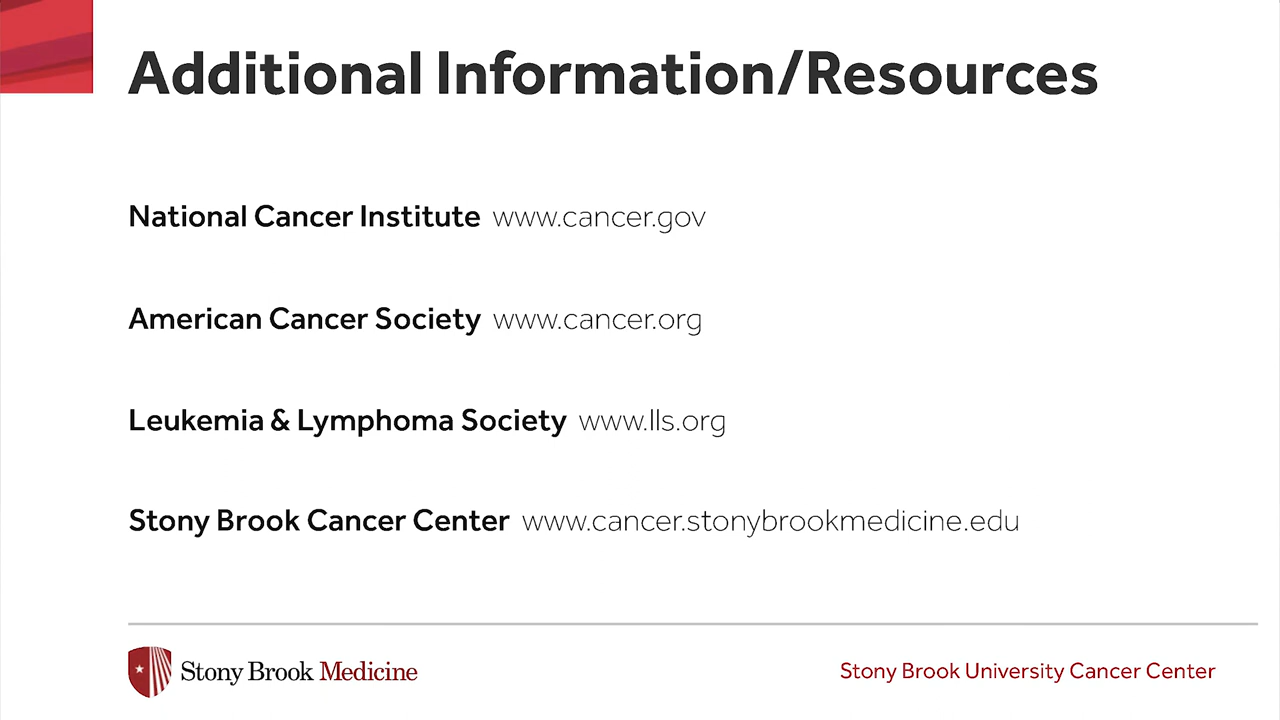 Additional Information/Resources
National Cancer Institute www.cancer.gov
American Cancer Society www.cancer.org
Leukemia & Lymphoma Society www.lls.org
Stony Brook Cancer Center www.cancer.stonybrookmedicine.edu
Stony Brook Medicine
Stony Brook University Cancer Center